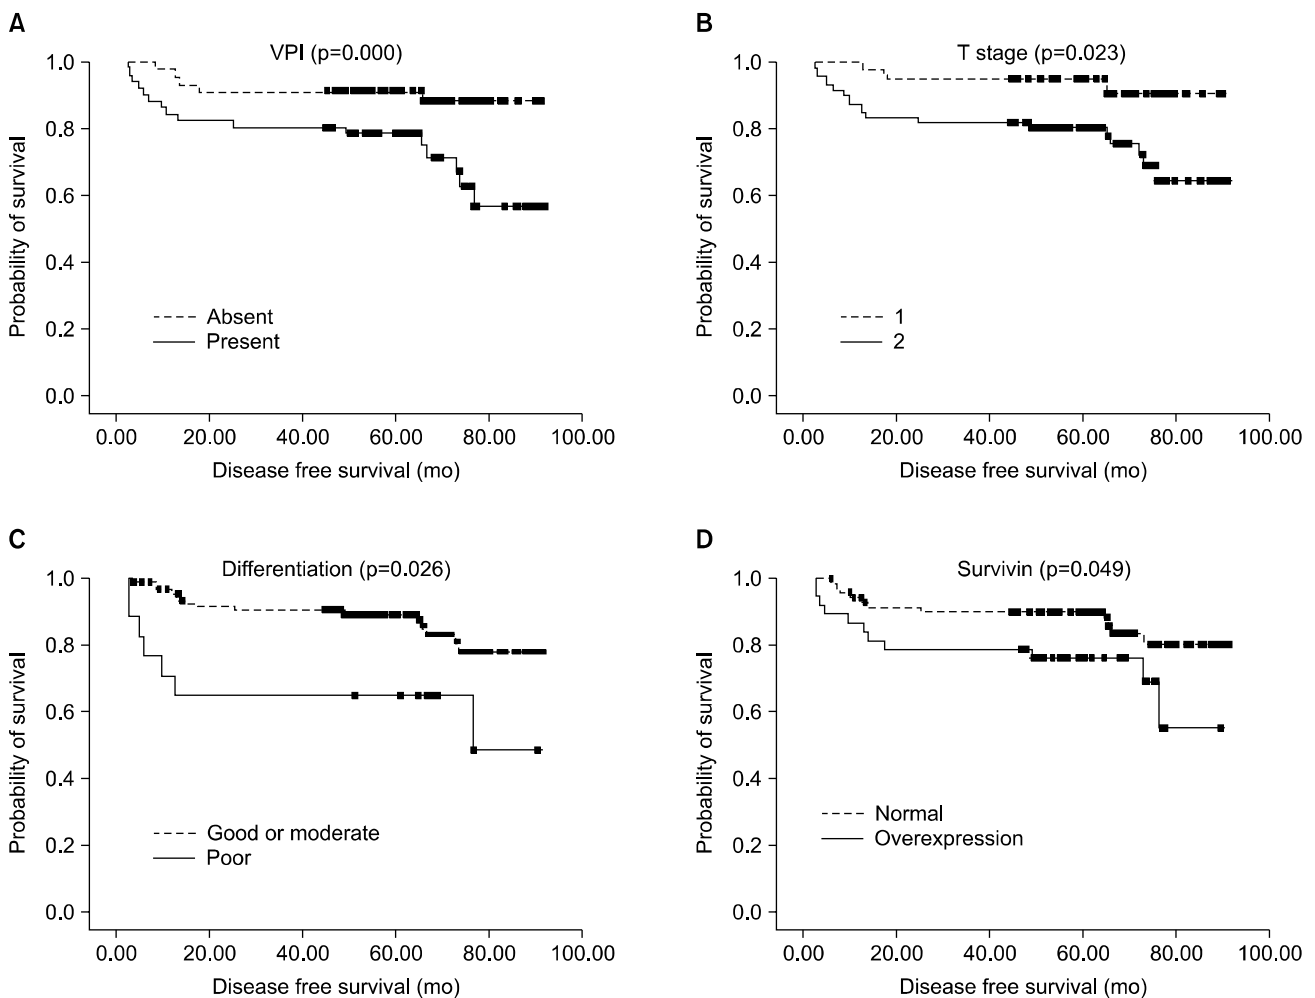 A
VPI (p=0.000)
1.0
0.8
0.6
0.4
0.2
0.0
Probability of survival
Absent
Present
0.00 20.00 40.00 60.00 80.00 100.00
Disease free survival (mo)
B
T stage (p=0.023)
1.0
0.8
0.6
0.4
0.2
0.0
Probability of survival
1
2
0.00 20.00 40.00 60.00 80.00 100.00
Disease free survival (mo)
C
Differentiation (p=0.026)
1.0
0.8
0.6
0.4
0.2
0.0
Probability of survival
Good or moderate
Poor
0.00 20.00 40.00 60.00 80.00 100.00
Disease free survival (mo)
D
Survivin (p=0.049)
1.0
0.8
0.6
0.4
0.2
0.0
Probability of survival
Normal
Overexpression
0.00 20.00 40.00 60.00 80.00 100.00
Disease free survival (mo)